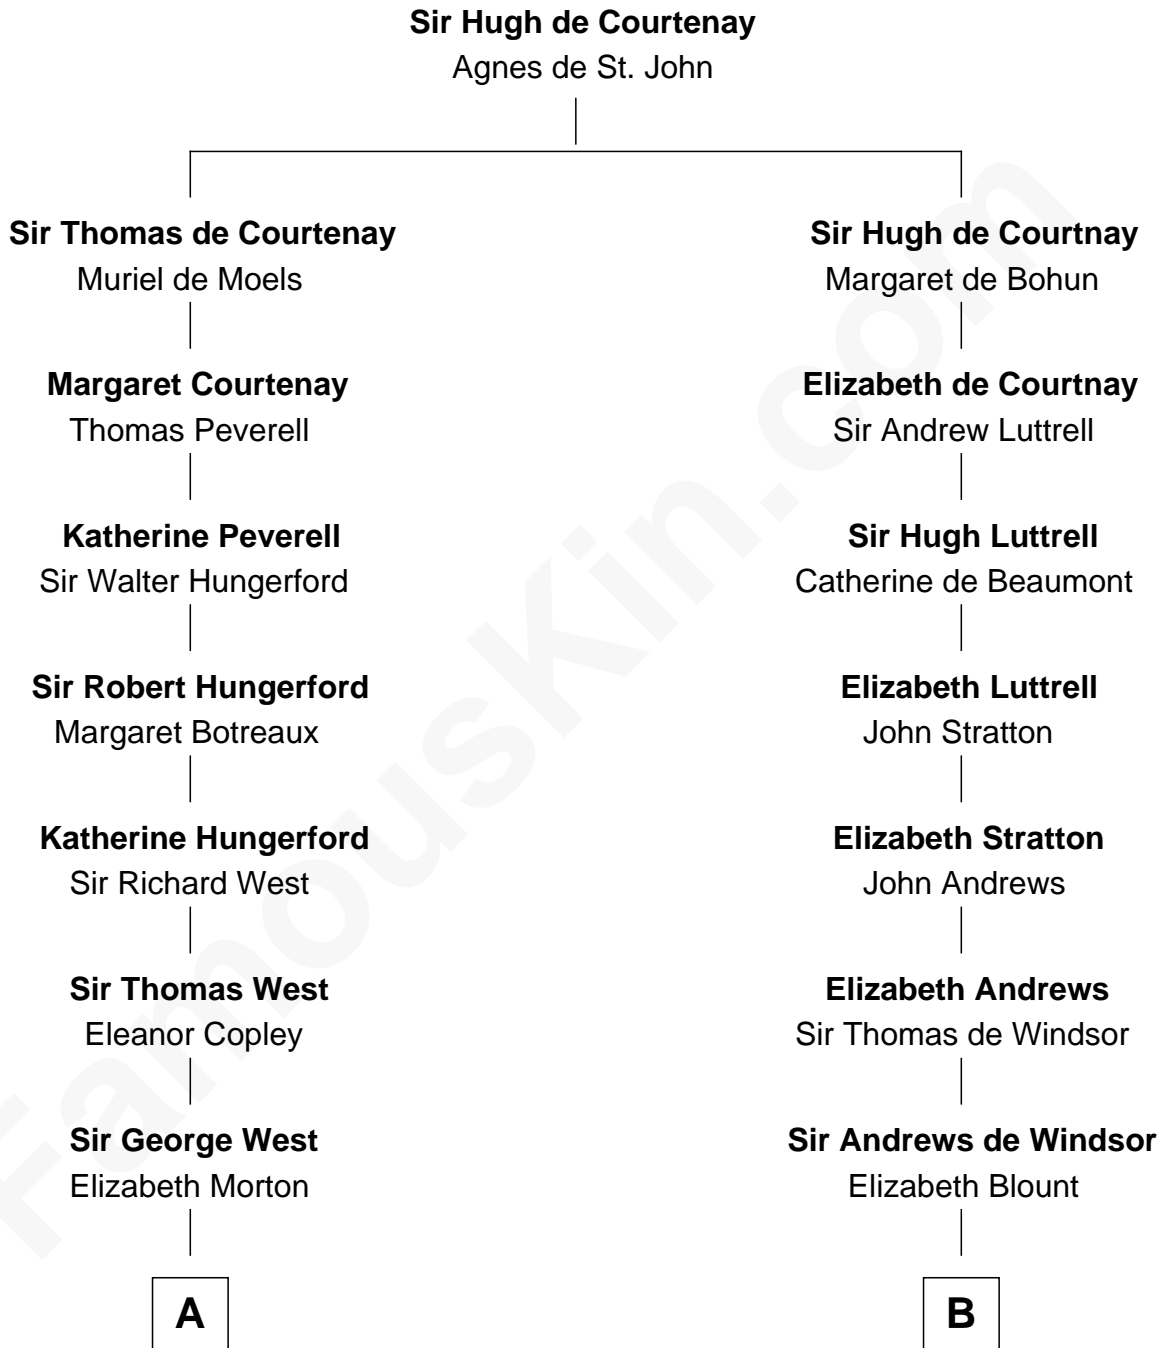 Sir Hugh de Courtenay
Agnes de St. John
Sir Thomas de Courtenay
Muriel de Moels
Margaret Courtenay
Thomas Peverell
Katherine Peverell
Sir Walter Hungerford
Sir Robert Hungerford
Margaret Botreaux
Katherine Hungerford
Sir Richard West
Sir Thomas West
Eleanor Copley
Sir George West
Elizabeth Morton
A
Sir Hugh de Courtnay
Margaret de Bohun
Elizabeth de Courtnay
Sir Andrew Luttrell
Sir Hugh Luttrell
Catherine de Beaumont
Elizabeth Luttrell
John Stratton
Elizabeth Stratton
John Andrews
Elizabeth Andrews
Sir Thomas de Windsor
Sir Andrews de Windsor
Elizabeth Blount
B
FamousKin.com